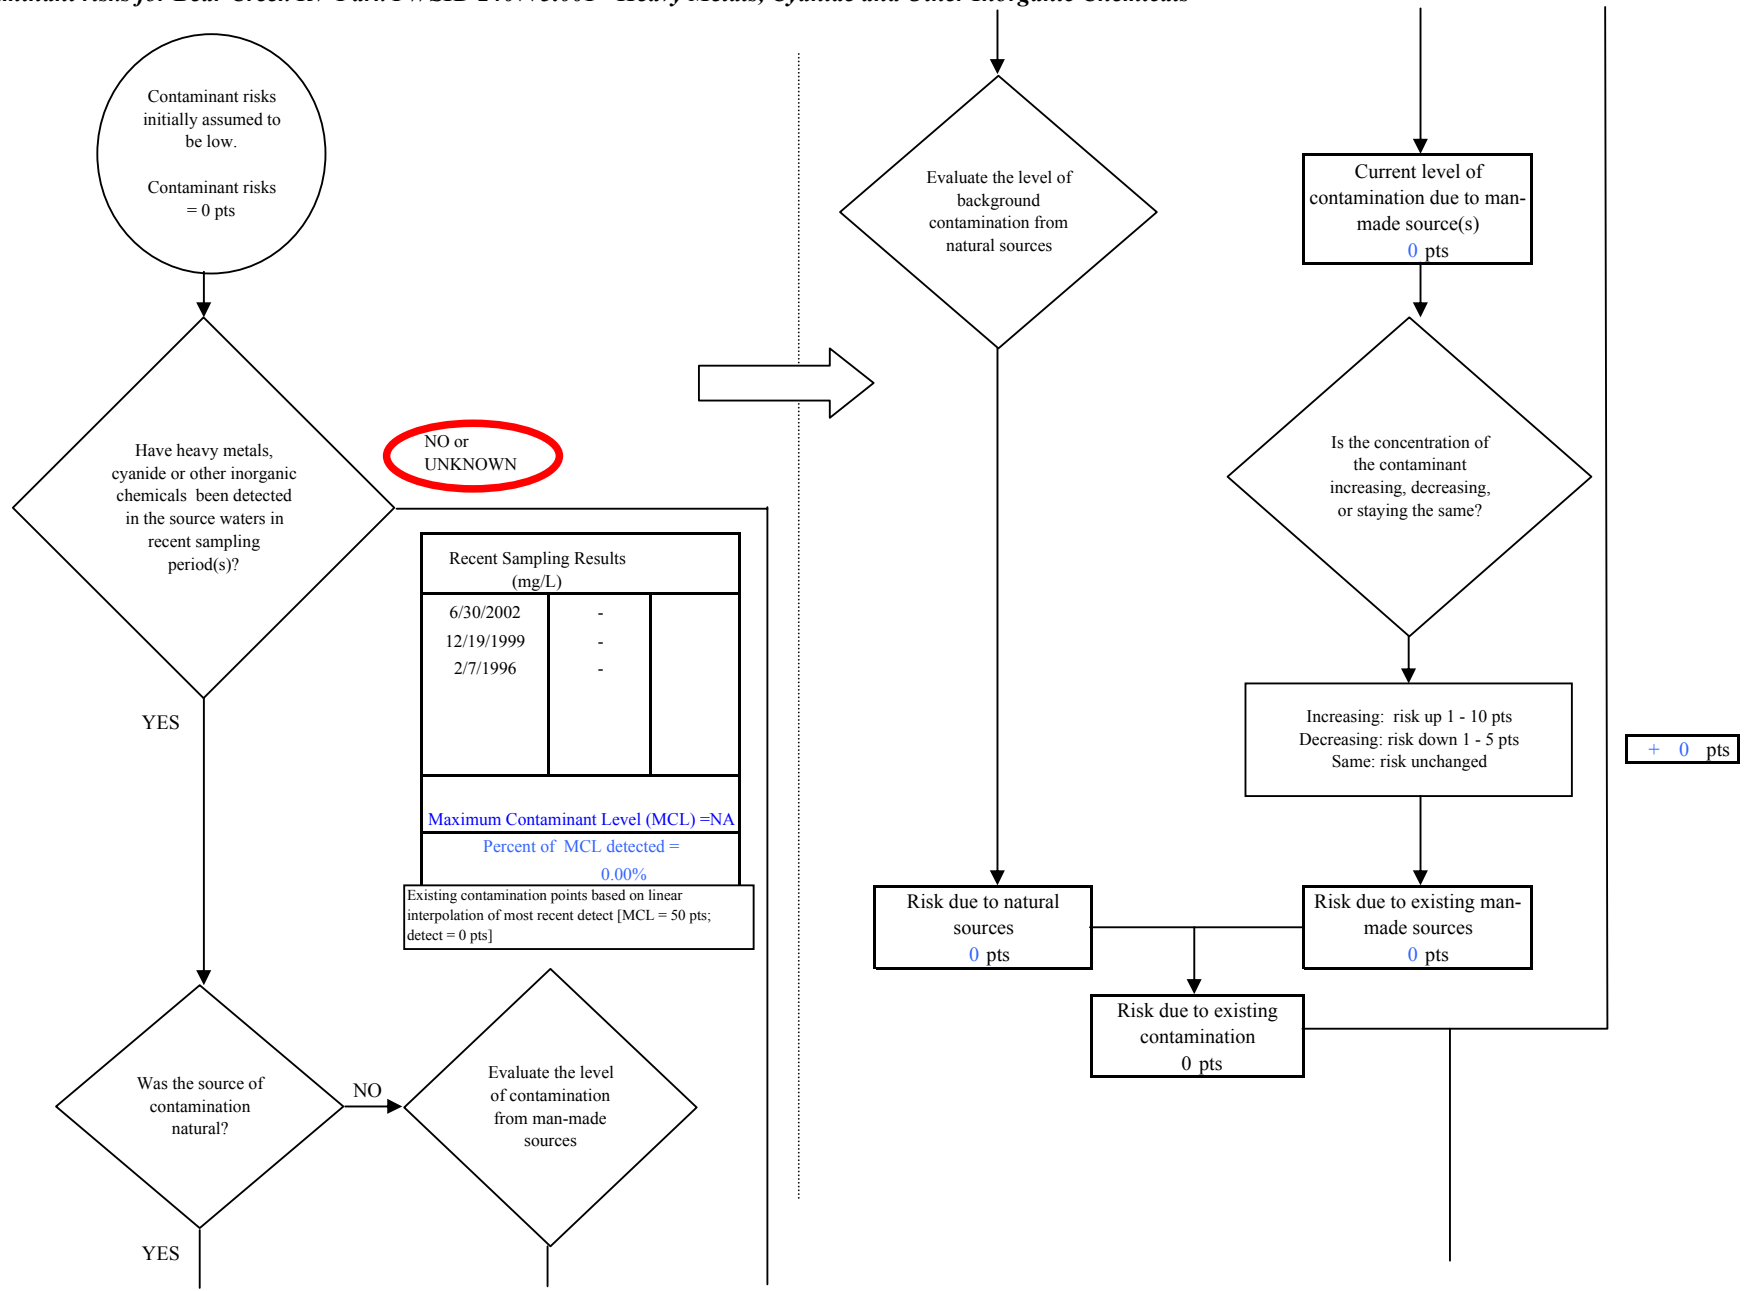 Contaminant risks
initially assumed to
be low.
Contaminant risks
= 0 pts
Have heavy metals,
cyanide or other inorganic
chemicals been detected
in the source waters in
recent sampling
period(s)?
NO or
UNKNOWN
YES
Recent Sampling Results
(mg/L)
6/30/2002 -
12/19/1999 -
2/7/1996 -
Maximum Contaminant Level (MCL) =NA
Percent of MCL detected =
0.00%
Existing contamination points based on linear
interpolation of most recent detect [MCL = 50 pts;
detect = 0 pts]
Was the source of
contamination
natural?
NO
YES
Evaluate the level
of contamination
from man-made
sources
Evaluate the level of
background
contamination from
natural sources
Current level of
contamination due to man-
made source(s)
0 pts
Is the concentration of
the contaminant
increasing, decreasing,
or staying the same?
Increasing: risk up 1 - 10 pts
Decreasing: risk down 1 - 5 pts
Same: risk unchanged
+ 0 pts
Risk due to natural
sources
0 pts
Risk due to existing man-
made sources
0 pts
Risk due to existing
contamination
0 pts